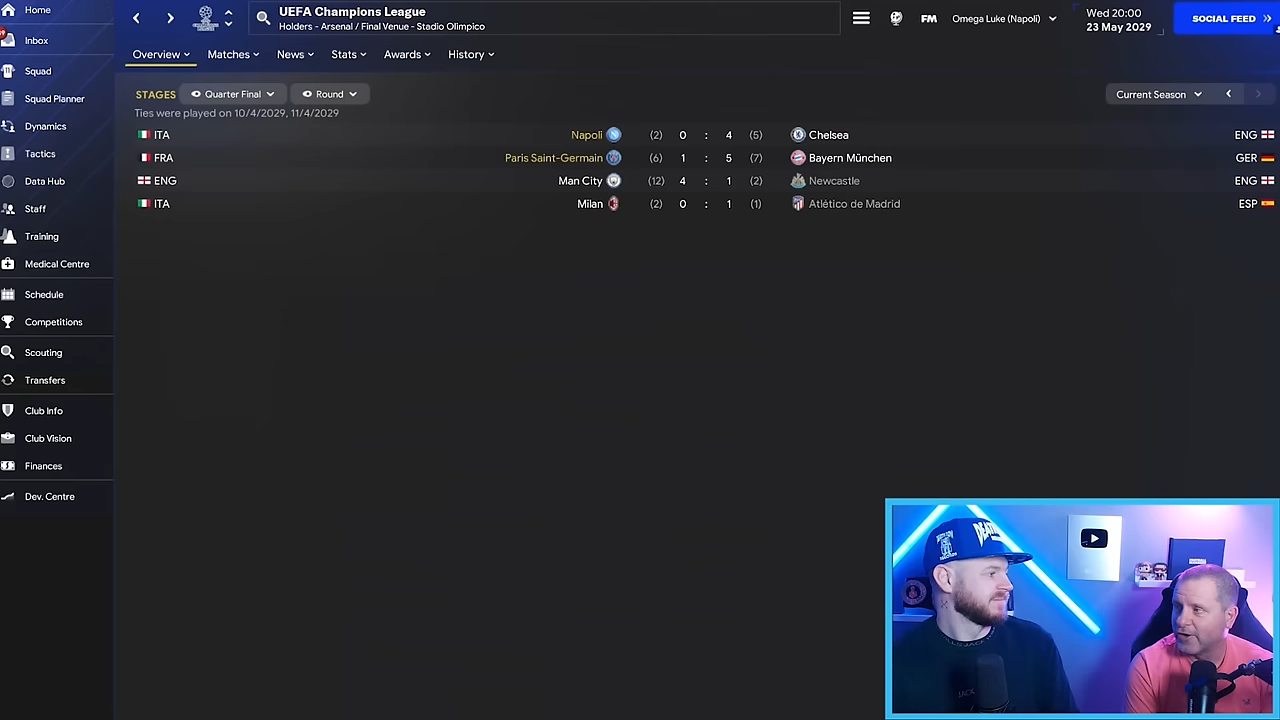 Home
UEFA Champions League
Holders - Arsenal / Final Venue - Stadio Olimpico
FM
Omega Luke (Napoli)
Wed 20:00
23 May 2029
SOCIAL FEED
Inbox
Overview
Matches
News
Stats
Awards
History
Squad
Squad Planner
Dynamics
Tactics
Data Hub
Staff
Training
Medical Centre
Schedule
Competitions
Scouting
Transfers
Club Info
Club Vision
Finances
Dev. Centre
STAGES Quarter Final Round Current Season
Ties were played on 10/4/2029, 11/4/2029
ITA Napoli (2) 0 : 4 (5) Chelsea ENG
FRA Paris Saint-Germain (6) 1 : 5 (7) Bayern München GER
ENG Man City (12) 4 : 1 (2) Newcastle ENG
ITA Milan (2) 0 : 1 (1) Atlético de Madrid ESP